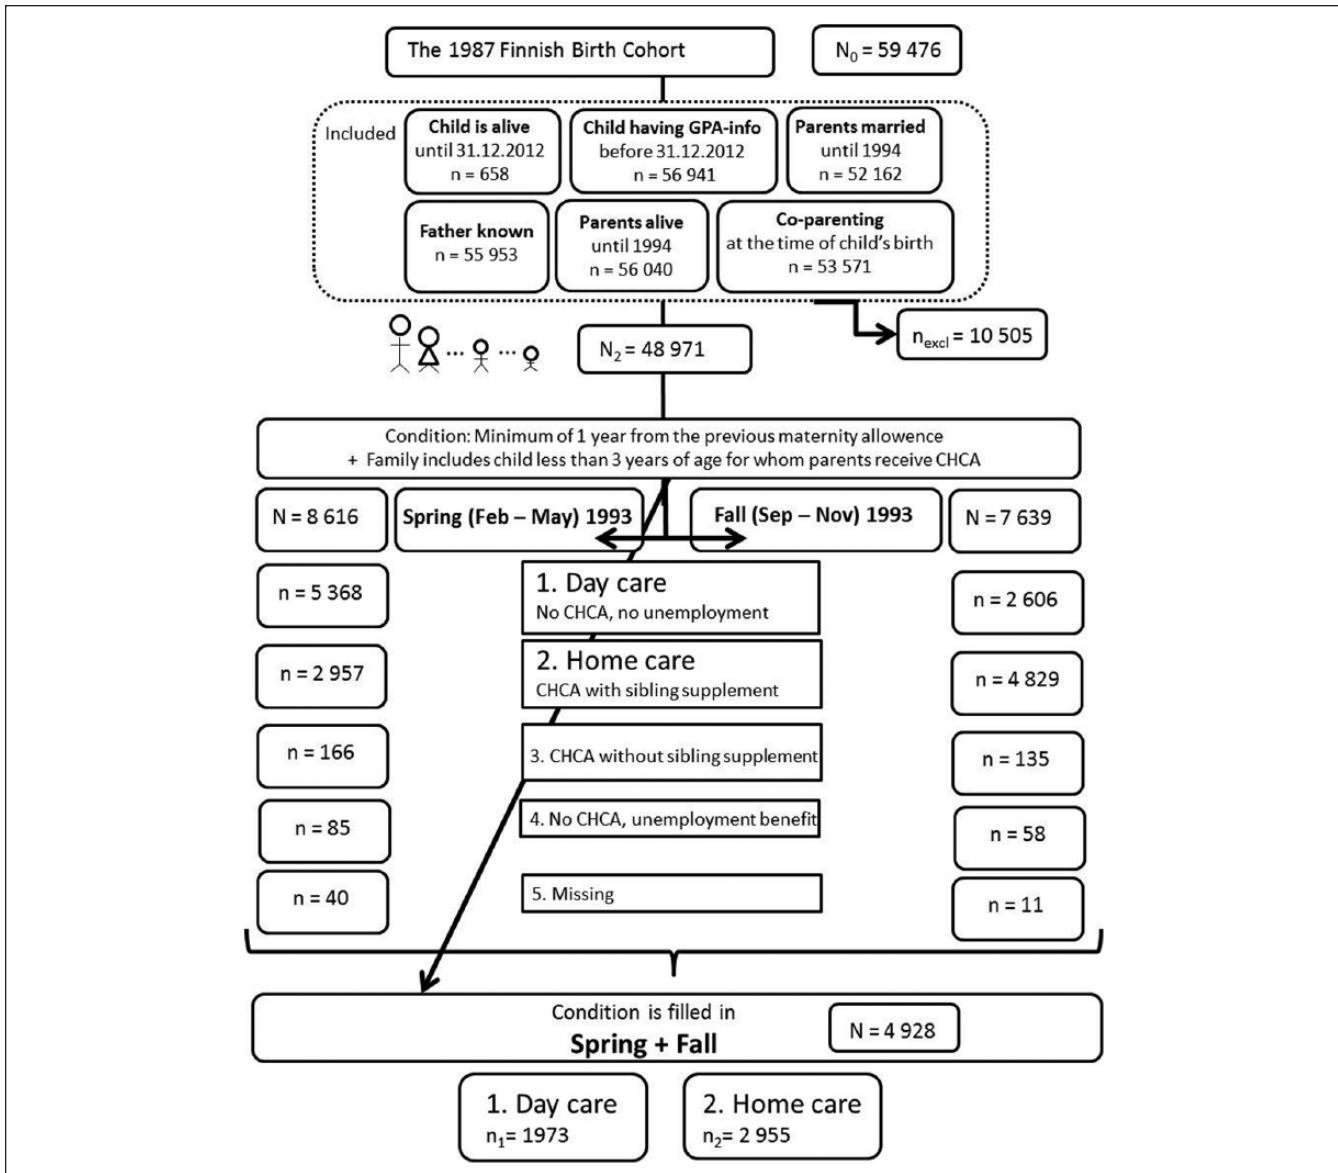 The 1987 Finnish Birth Cohort
N₀ = 59 476
Included
Child is alive
until 31.12.2012
n = 658
Child having GPA-info
before 31.12.2012
n = 56 941
Parents married
until 1994
n = 52 162
Father known
n = 55 953
Parents alive
until 1994
n = 56 040
Co-parenting
at the time of child's birth
n = 53 571
... ...
N₂ = 48 971
nexcl = 10 505
Condition: Minimum of 1 year from the previous maternity allowence
+ Family includes child less than 3 years of age for whom parents receive CHCA
N = 8 616
Spring (Feb – May) 1993
Fall (Sep – Nov) 1993
N = 7 639
n = 5 368
1. Day care
No CHCA, no unemployment
n = 2 606
n = 2 957
2. Home care
CHCA with sibling supplement
n = 4 829
n = 166
3. CHCA without sibling supplement
n = 135
n = 85
4. No CHCA, unemployment benefit
n = 58
n = 40
5. Missing
n = 11
Condition is filled in
Spring + Fall
N = 4 928
1. Day care
n₁= 1973
2. Home care
n₂= 2 955